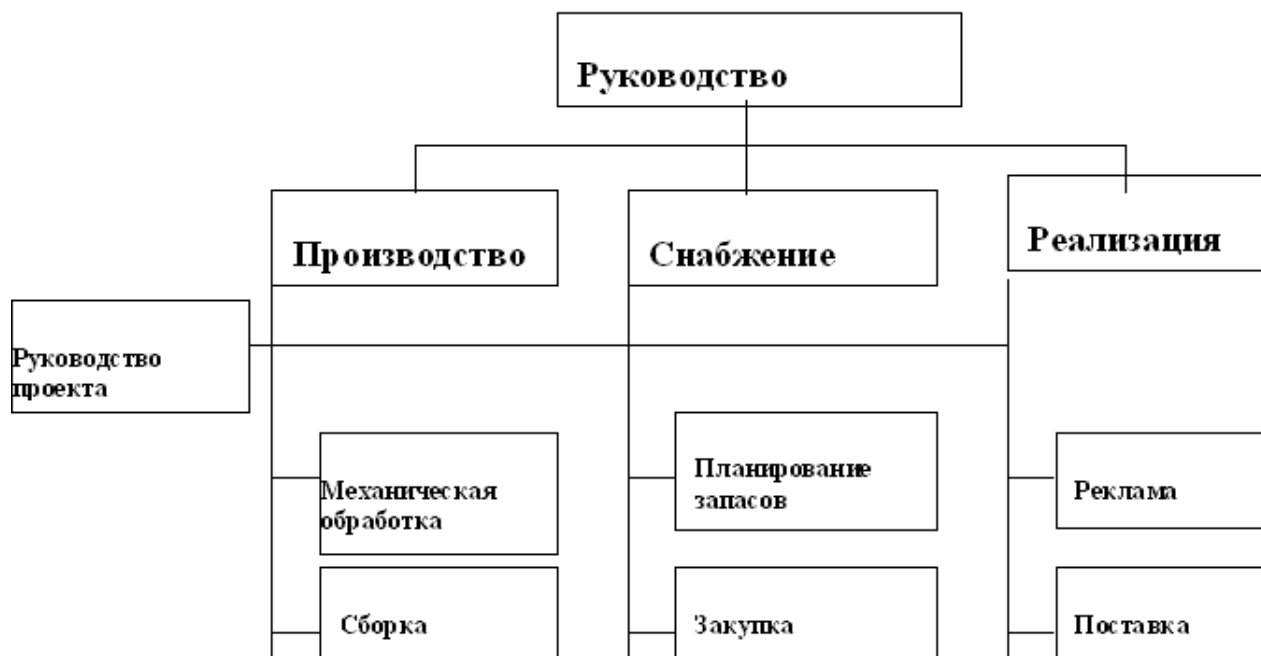 Руководство
Производство
Снабжение
Реализация
Руководство
проекта
Механическая
обработка
Планирование
запасов
Реклама
Сборка
Закупка
Поставка